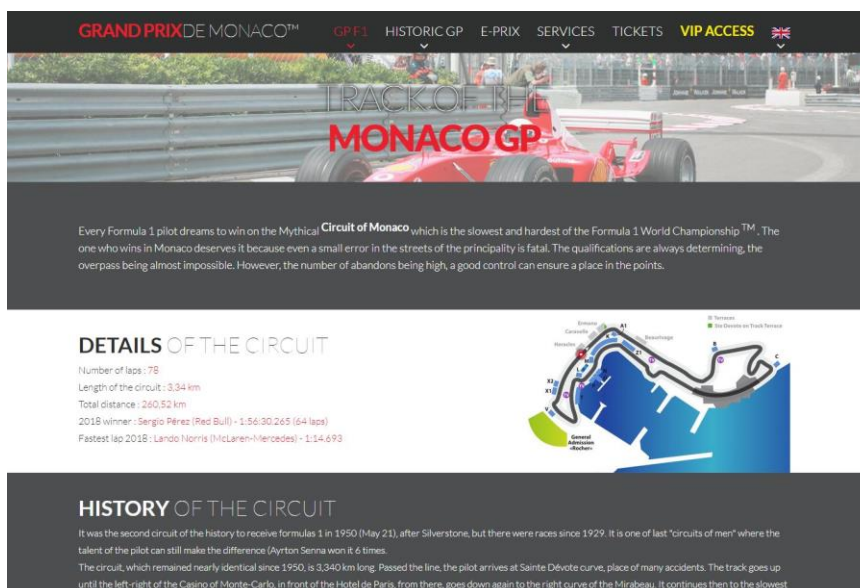 GRAND PRIX DE MONACO™ GP F1 HISTORIC GP E-PRIX SERVICES TICKETS VIP ACCESS
TRACK OF THE
MONACO GP
Every Formula 1 pilot dreams to win on the Mythical Circuit of Monaco which is the slowest and hardest of the Formula 1 World Championship TM . The
one who wins in Monaco deserves it because even a small error in the streets of the principality is fatal. The qualifications are always determining, the
overpass being almost impossible. However, the number of abandons being high, a good control can ensure a place in the points.
DETAILS OF THE CIRCUIT
Number of laps : 78
Length of the circuit : 3,34 km
Total distance : 260,52 km
2018 winner : Sergio Pérez (Red Bull) - 1:56:30.265 (64 laps)
Fastest lap 2018 : Lando Norris (McLaren-Mercedes) - 1:14.693
Terraces
Ste Devote on Track Terrace
Ermanno
Caravelle
A1
Beaurivage
Heracles
K
B
Z1
C
L
X2
X1
V
General
Admission
«Rocher»
HISTORY OF THE CIRCUIT
It was the second circuit of the history to receive formulas 1 in 1950 (May 21), after Silverstone, but there were races since 1929. It is one of last "circuits of men" where the
talent of the pilot can still make the difference (Ayrton Senna won it 6 times.
The circuit, which remained nearly identical since 1950, is 3,340 km long. Passed the line, the pilot arrives at Sainte Dévote curve, place of many accidents. The track goes up
until the left-right of the Casino of Monte-Carlo, in front of the Hotel de Paris, from there, goes down again to the right curve of the Mirabeau. It continues then to the slowest